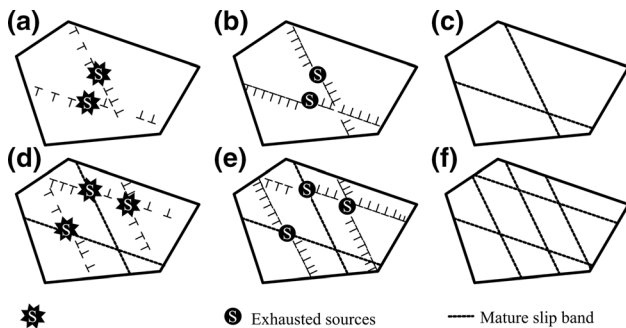 (a) (b) (c)
S S
S S
(d) (e) (f)
S S S
S S S
S S Exhausted sources Mature slip band